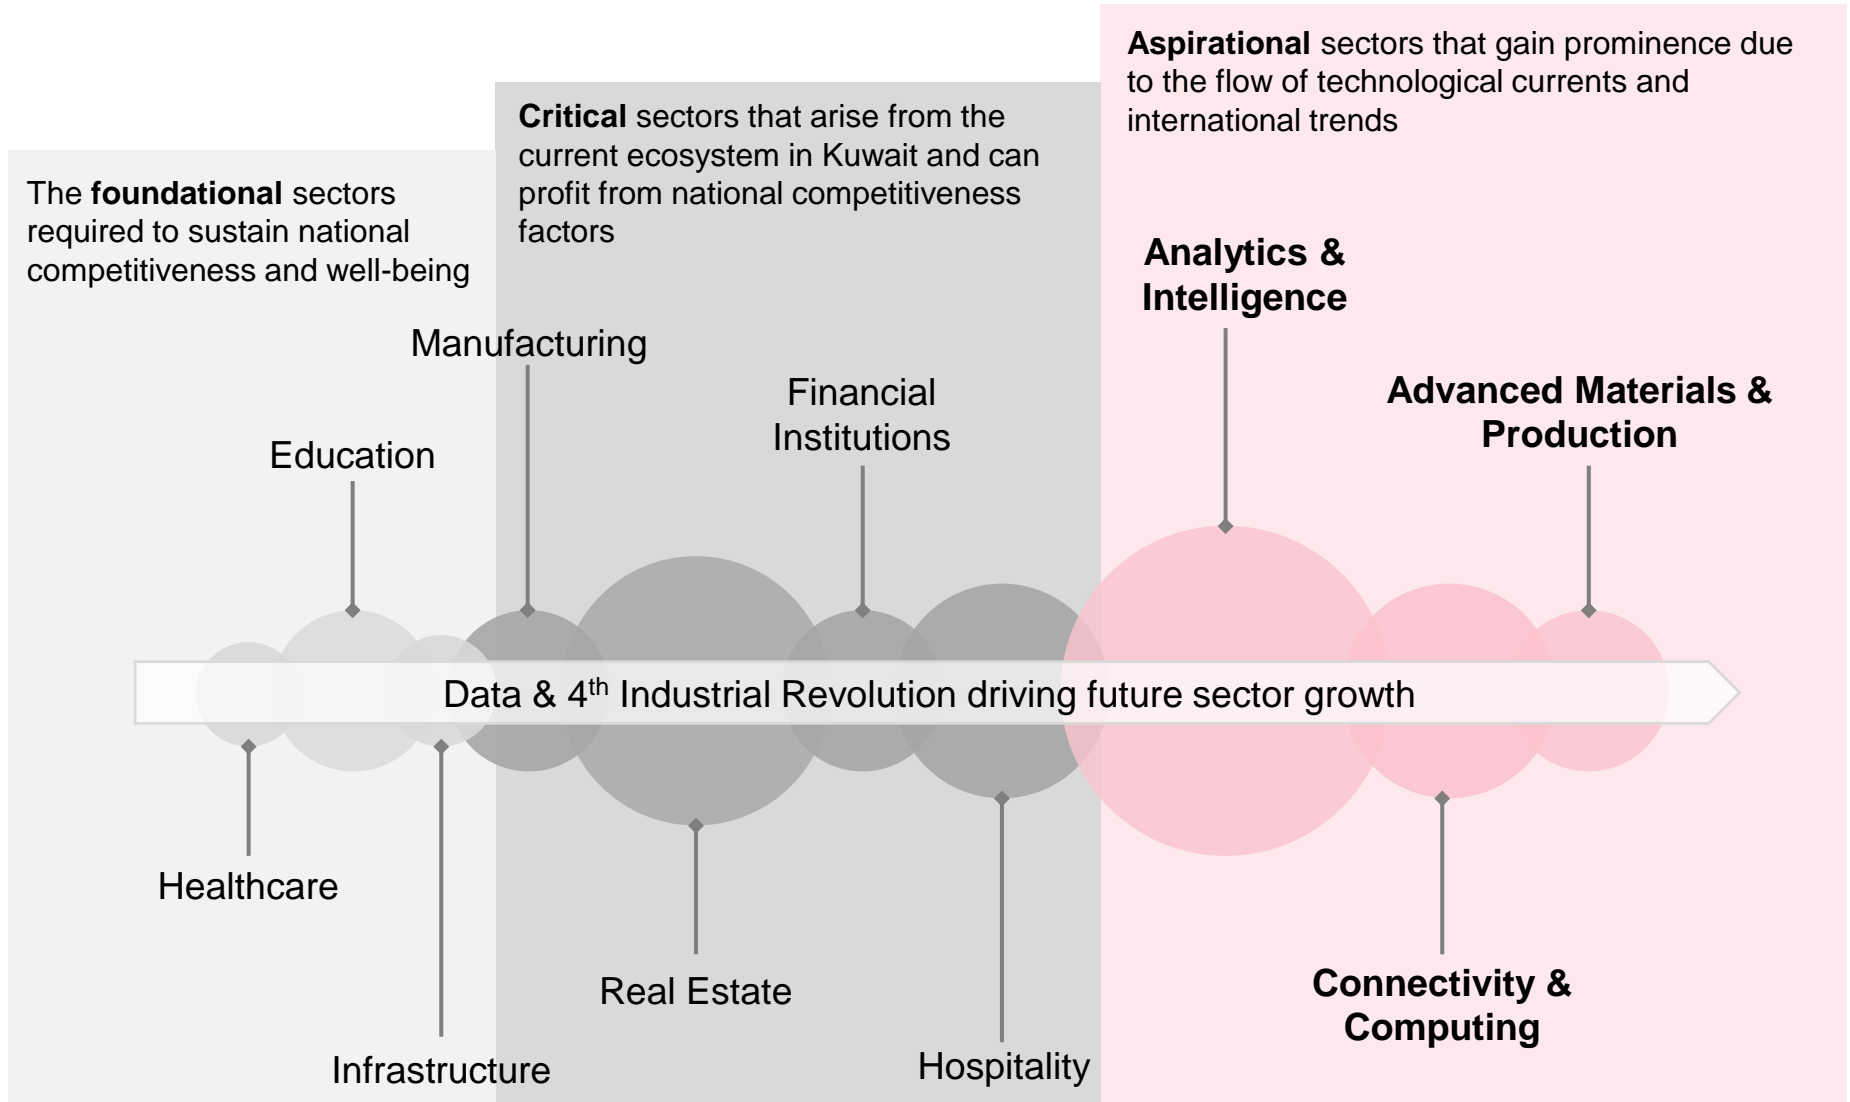 The foundational sectors
required to sustain national
competitiveness and well-being
Critical sectors that arise from the
current ecosystem in Kuwait and can
profit from national competitiveness
factors
Aspirational sectors that gain prominence due
to the flow of technological currents and
international trends
Manufacturing
Education
Financial
Institutions
Analytics &
Intelligence
Advanced Materials &
Production
Data & 4th Industrial Revolution driving future sector growth
Healthcare
Infrastructure
Real Estate
Hospitality
Connectivity &
Computing